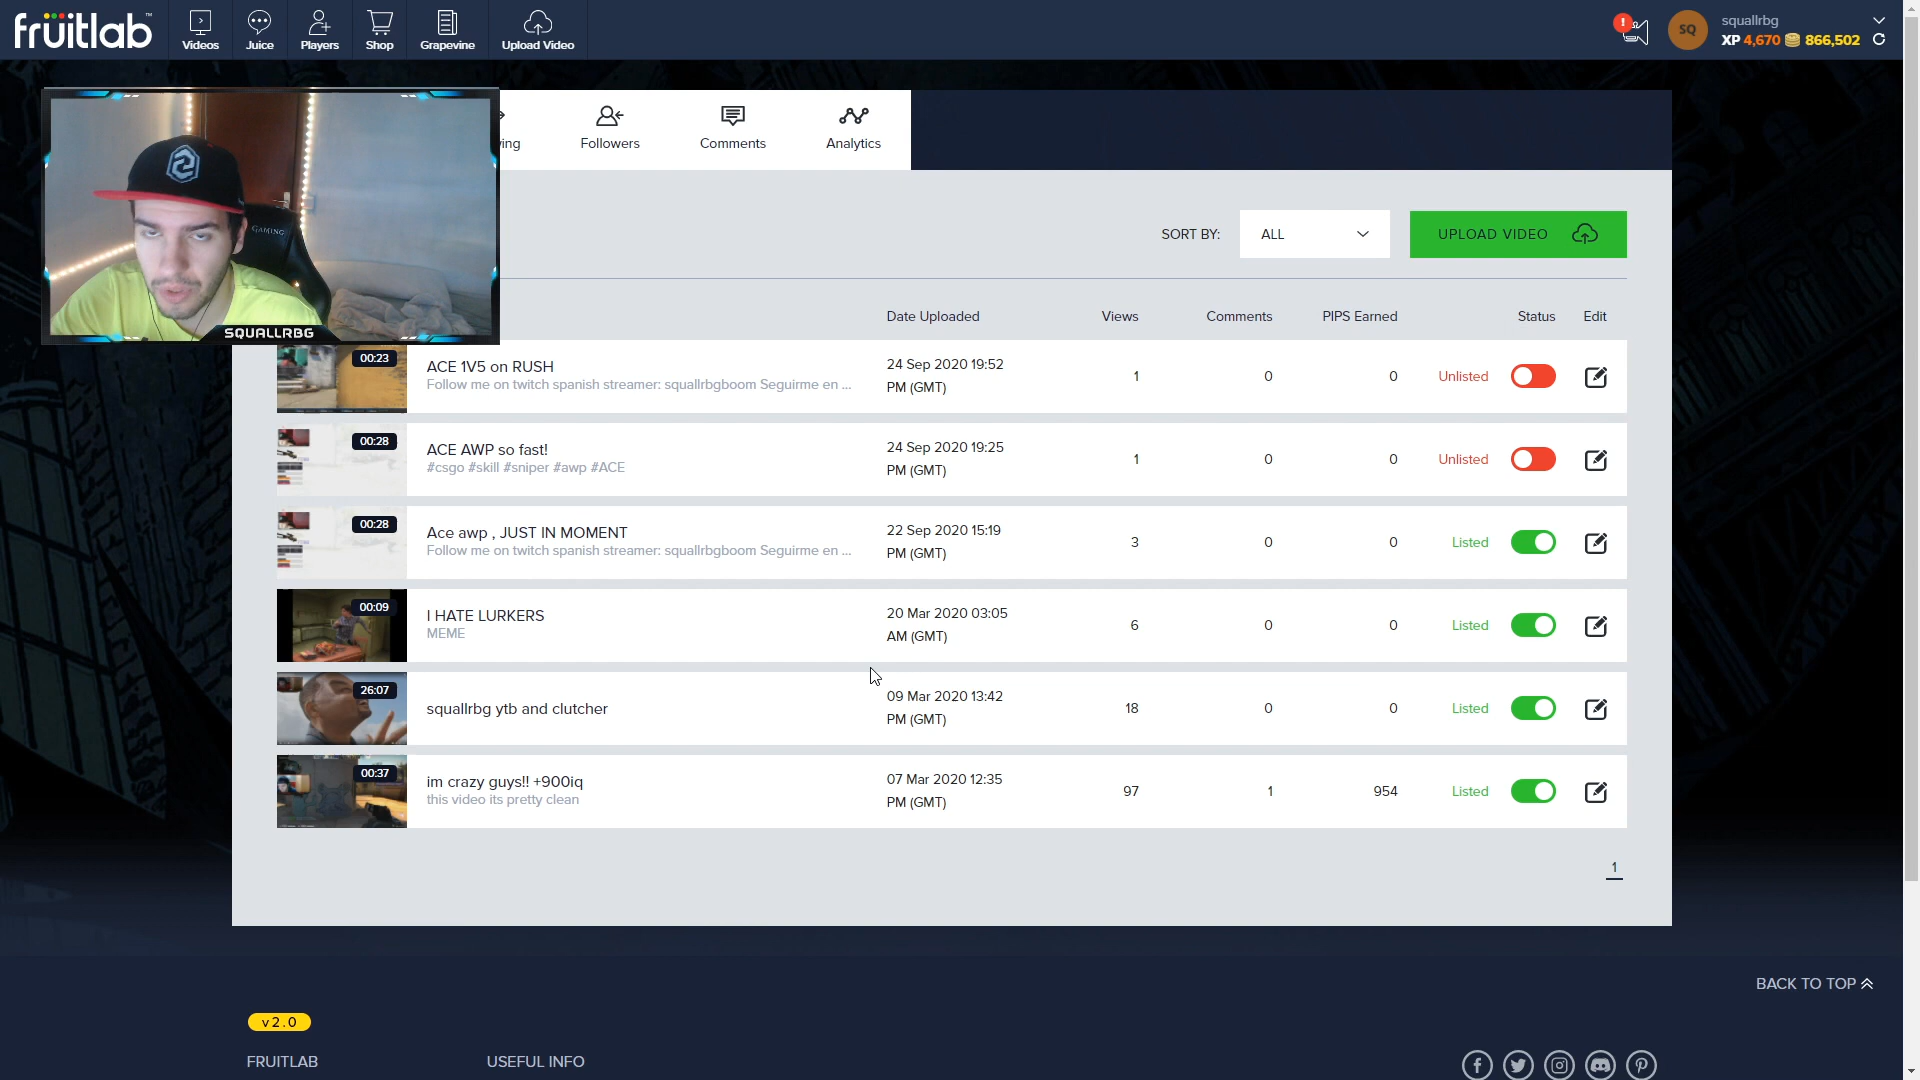 fruitlab™
Videos
Juice
Players
Shop
Grapevine
Upload Video
!
SQ
squallrbg
XP 4,670 866,502
GAMING
SQUALLRBG
Followers
Comments
Analytics
SORT BY:
ALL
UPLOAD VIDEO
Date Uploaded
Views
Comments
PIPS Earned
Status
Edit
00:23
ACE 1V5 on RUSH
Follow me on twitch spanish streamer: squallrbgboom Seguirme en ...
24 Sep 2020 19:52
PM (GMT)
1
0
0
Unlisted
00:28
ACE AWP so fast!
#csgo #skill #sniper #awp #ACE
24 Sep 2020 19:25
PM (GMT)
1
0
0
Unlisted
00:28
Ace awp , JUST IN MOMENT
Follow me on twitch spanish streamer: squallrbgboom Seguirme en ...
22 Sep 2020 15:19
PM (GMT)
3
0
0
Listed
00:09
I HATE LURKERS
MEME
20 Mar 2020 03:05
AM (GMT)
6
0
0
Listed
26:07
squallrbg ytb and clutcher
09 Mar 2020 13:42
PM (GMT)
18
0
0
Listed
00:37
im crazy guys!! +900iq
this video its pretty clean
07 Mar 2020 12:35
PM (GMT)
97
1
954
Listed
1
BACK TO TOP
v2.0
FRUITLAB
USEFUL INFO